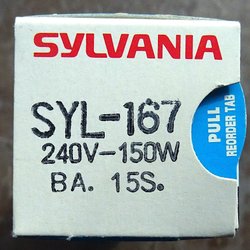 SYLVANIA
SYL-167
240V-150W
BA. 15S.
PULL
REORDER TAB